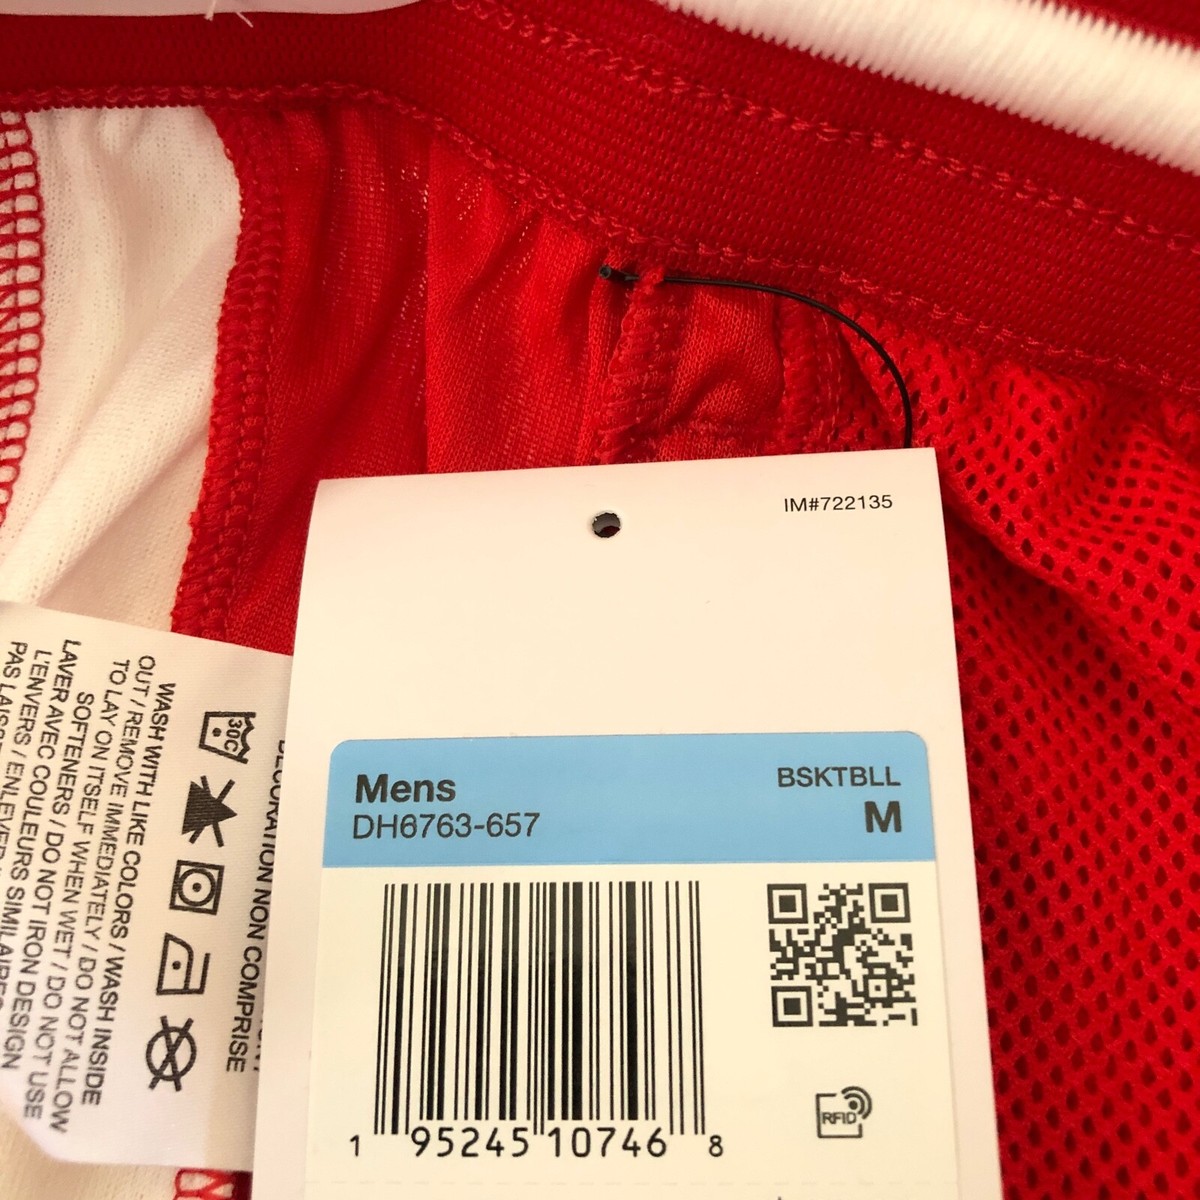 IM#722135
Mens
BSKTBLL
DH6763-657
M
1 95245 10746 8
RFID
30C
DECORATION NON COMPRISE
WASH WITH LIKE COLORS / WASH INSIDE
OUT / REMOVE IMMEDIATELY / DO NOT ALLOW
TO LAY ON ITSELF WHEN WET / DO NOT USE
SOFTENERS / DO NOT IRON DESIGN
LAVER AVEC COULEURS SIMILAIRES
L'ENVERS / ENLEVER
PAS LAISSER